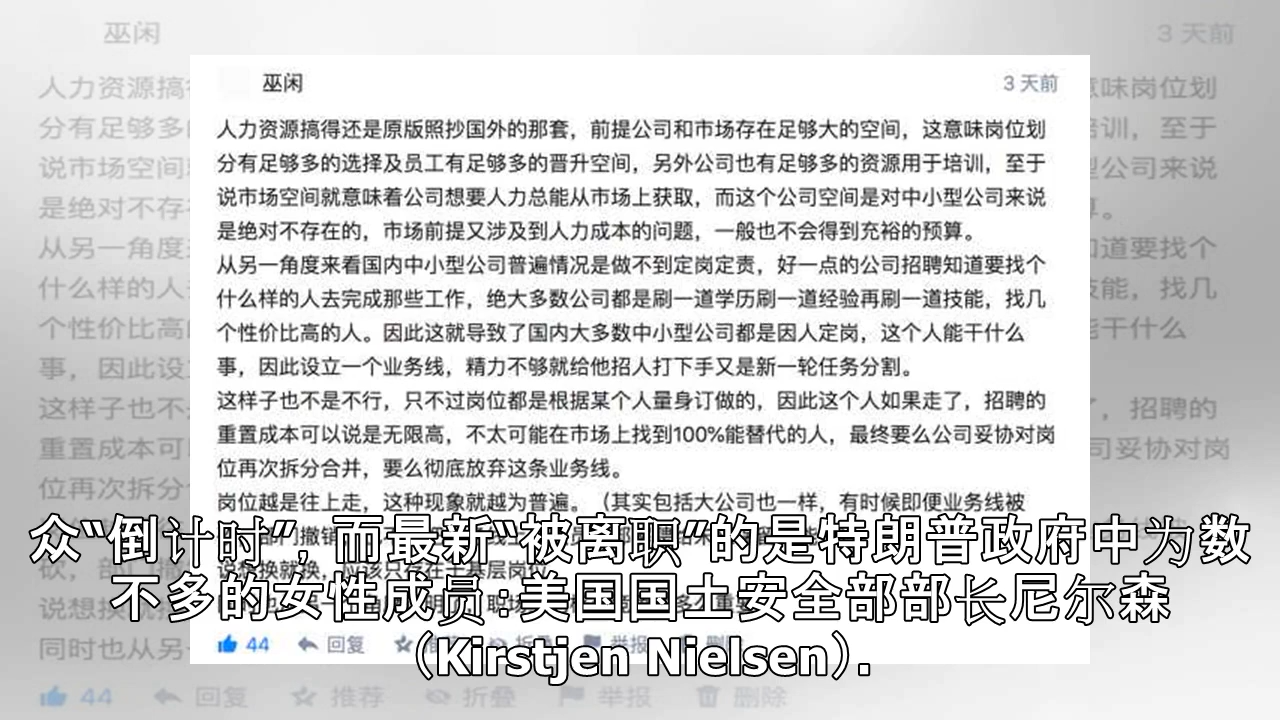 巫闲
3 天前
人力资源搞得还是原版照抄国外的那套，前提公司和市场存在足够大的空间，这意味岗位划
分有足够多的选择及员工有足够多的晋升空间，另外公司也有足够多的资源用于培训，至于
说市场空间就意味着公司想要人力总能从市场上获取，而这个公司空间是对中小型公司来说
是绝对不存在的，市场前提又涉及到人力成本的问题，一般也不会得到充裕的预算。
从另一角度来看国内中小型公司普遍情况是做不到定岗定责，好一点的公司招聘知道要找个
什么样的人去完成那些工作，绝大多数公司都是刷一道学历刷一道经验再刷一道技能，找几
个性价比高的人。因此这就导致了国内大多数中小型公司都是因人定岗，这个人能干什么
事，因此设立一个业务线，精力不够就给他招人打下手又是新一轮任务分割。
这样子也不是不行，只不过岗位都是根据某个人量身订做的，因此这个人如果走了，招聘的
重置成本可以说是无限高，不太可能在市场上找到100%能替代的人，最终要么公司妥协对岗
位再次拆分合并，要么彻底放弃这条业务线。
岗位越是往上走，这种现象就越为普遍。（其实包括大公司也一样，有时候即便业务线被
众“倒计时”，而最新“被离职”的是特朗普政府中为数
不多的女性成员:美国国土安全部部长尼尔森
（Kirstjen Nielsen）.
44 回复
44 回复 推荐 折叠 举报 删除